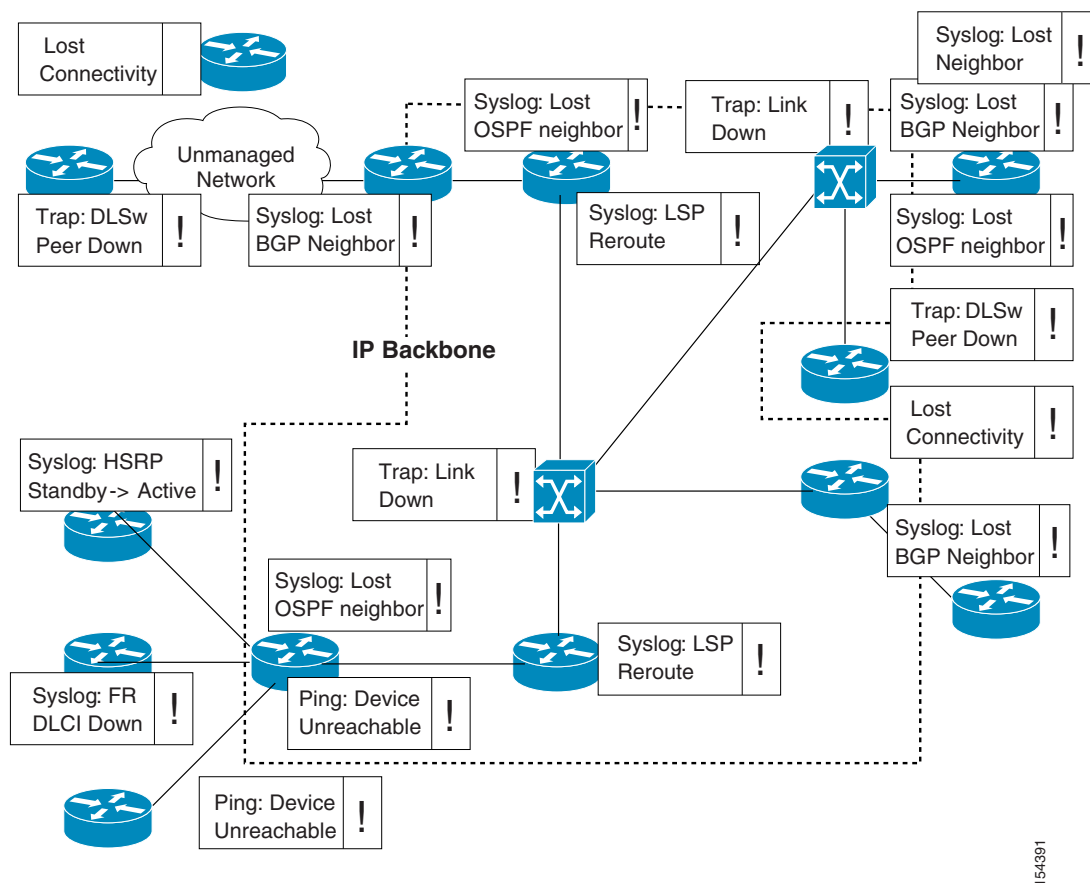 Lost
Connectivity
Syslog: Lost
Neighbor
!
Syslog: Lost
OSPF neighbor
!
Trap: Link
Down
!
Syslog: Lost
BGP Neighbor
!
Unmanaged
Network
Trap: DLSw
Peer Down
!
Syslog: Lost
BGP Neighbor
!
Syslog: LSP
Reroute
!
Syslog: Lost
OSPF neighbor
!
Trap: DLSw
Peer Down
!
IP Backbone
Lost
Connectivity
!
Syslog: HSRP
Standby-> Active
!
Trap: Link
Down
!
Syslog: Lost
BGP Neighbor
!
Syslog: Lost
OSPF neighbor
!
Syslog: LSP
Reroute
!
Syslog: FR
DLCI Down
!
Ping: Device
Unreachable
!
Ping: Device
Unreachable
!
154391